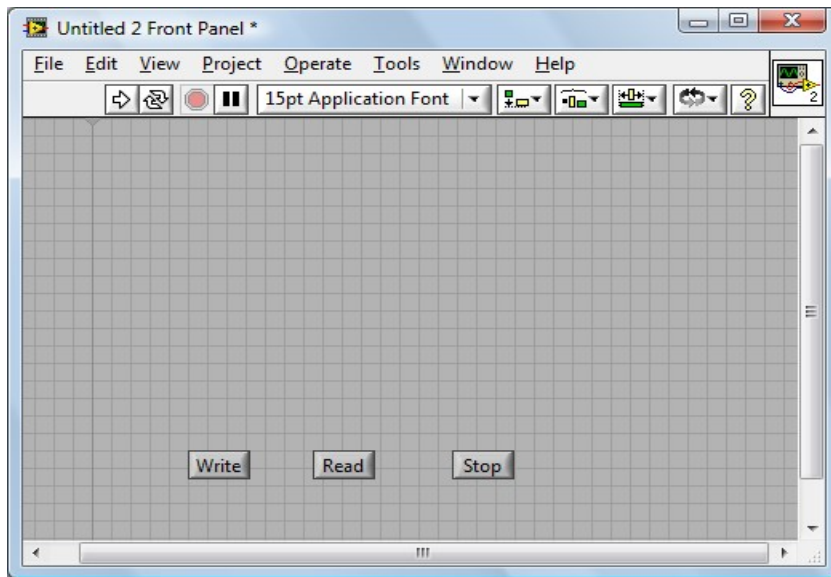 Untitled 2 Front Panel *
File Edit View Project Operate Tools Window Help
15pt Application Font
2
Write Read Stop